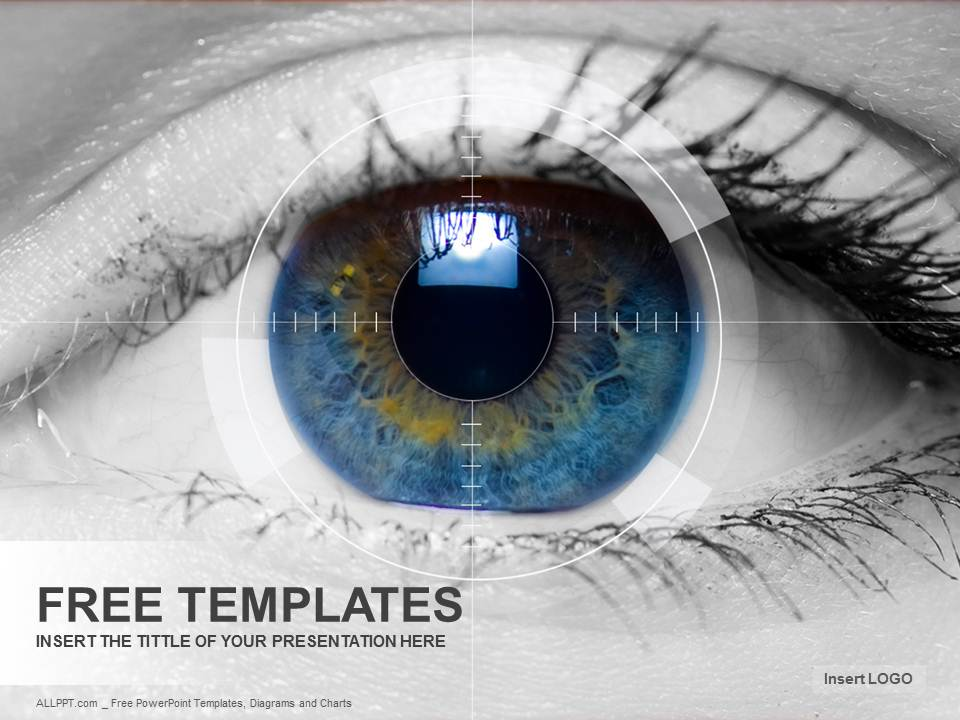 FREE TEMPLATES
INSERT THE TITTLE OF YOUR PRESENTATION HERE
Insert LOGO
ALLPPT.com _ Free PowerPoint Templates, Diagrams and Charts